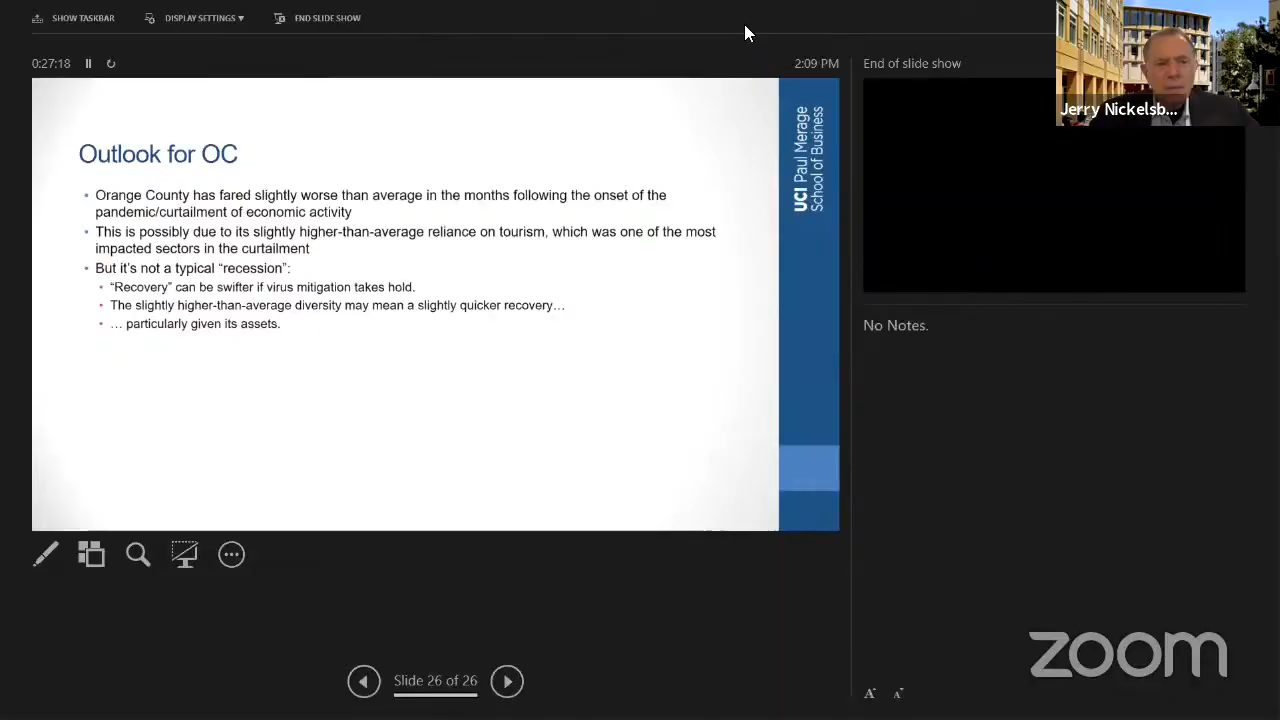 SHOW TASKBAR
DISPLAY SETTINGS ▾
END SLIDE SHOW
0:27:18
2:09 PM
End of slide show
Jerry Nickelsb...
Outlook for OC
• Orange County has fared slightly worse than average in the months following the onset of the
pandemic/curtailment of economic activity
• This is possibly due to its slightly higher-than-average reliance on tourism, which was one of the most
impacted sectors in the curtailment
• But it's not a typical “recession”:
• “Recovery” can be swifter if virus mitigation takes hold.
• The slightly higher-than-average diversity may mean a slightly quicker recovery…
• … particularly given its assets.
UCI Paul Merage
School of Business
No Notes.
Slide 26 of 26
A A
zoom